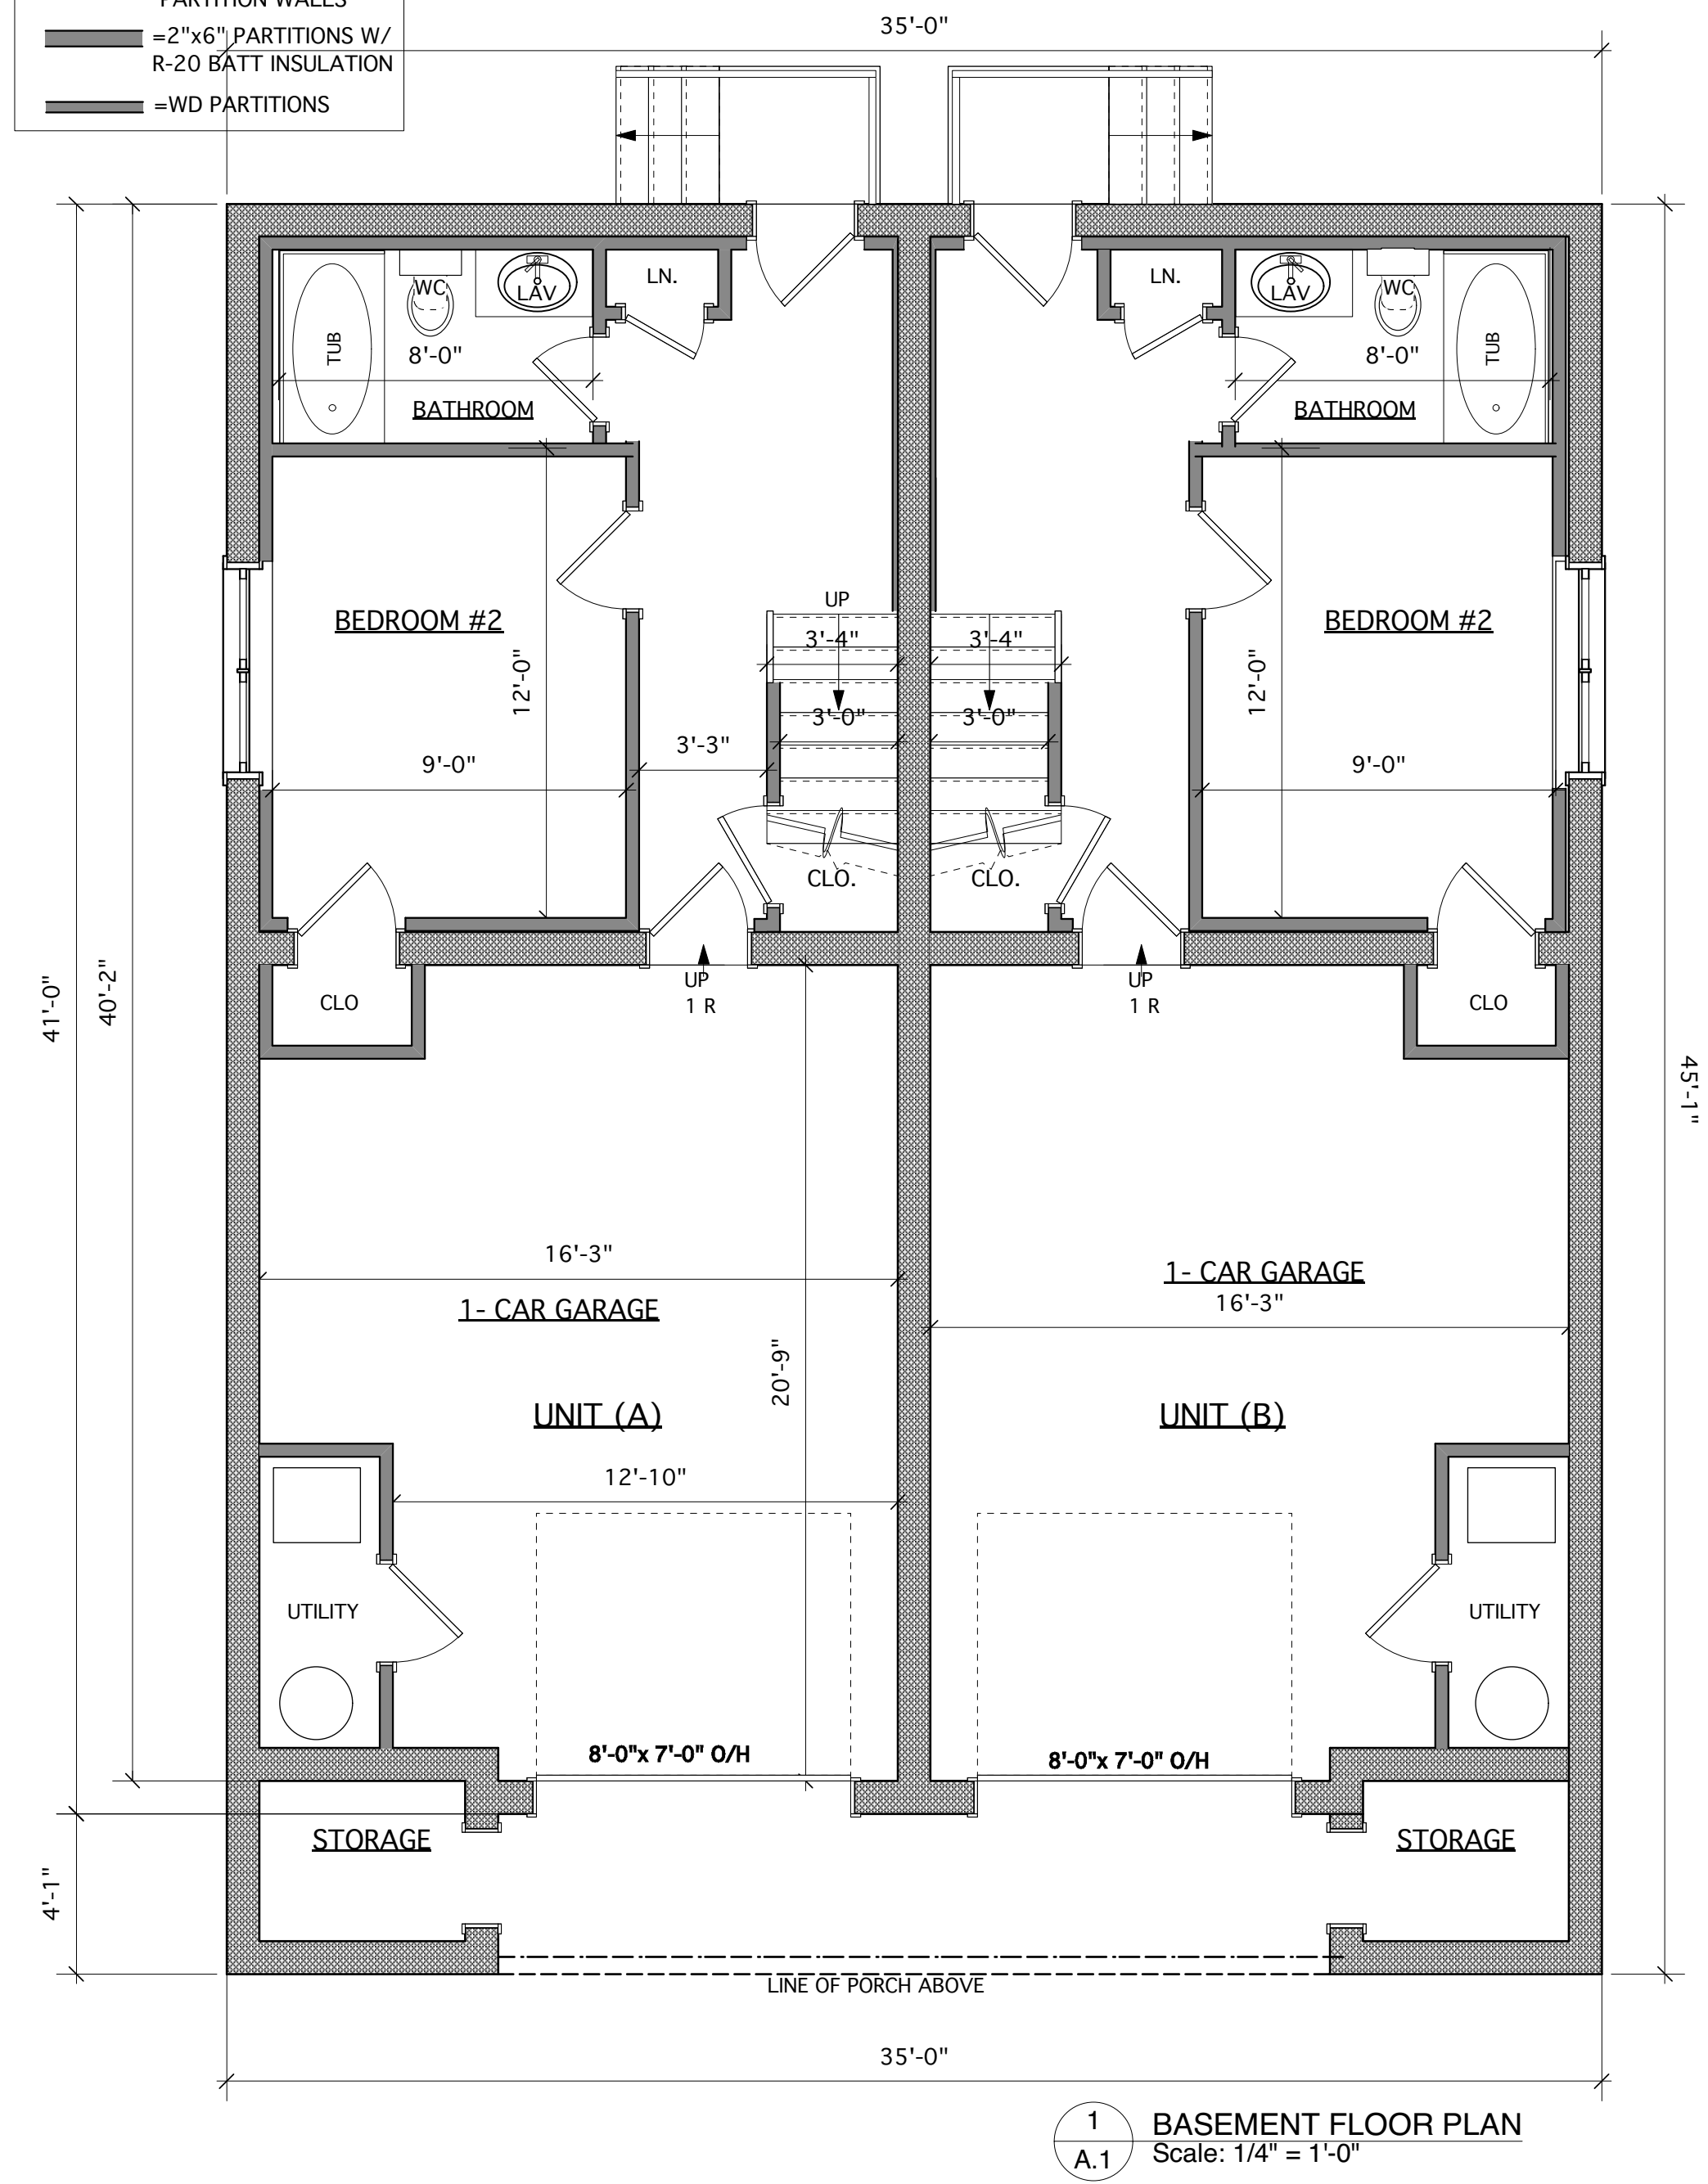 PARTITION WALLS
=2"x6" PARTITIONS W/
R-20 BATT INSULATION
=WD PARTITIONS
35'-0"
LN.
LN.
WC
LAV
LAV
WC
TUB
8'-0"
8'-0"
TUB
BATHROOM
BATHROOM
UP
BEDROOM #2
BEDROOM #2
3'-4"
3'-4"
12'-0"
12'-0"
3'-0"
3'-0"
3'-3"
9'-0"
9'-0"
CLO.
CLO.
41'-0"
40'-2"
UP
1 R
UP
1 R
CLO
CLO
45'-1"
16'-3"
1- CAR GARAGE
1- CAR GARAGE
16'-3"
20'-9"
UNIT (A)
UNIT (B)
12'-10"
UTILITY
UTILITY
8'-0"x 7'-0" O/H
8'-0"x 7'-0" O/H
STORAGE
STORAGE
4'-1"
LINE OF PORCH ABOVE
35'-0"
1
A.1
BASEMENT FLOOR PLAN
Scale: 1/4" = 1'-0"